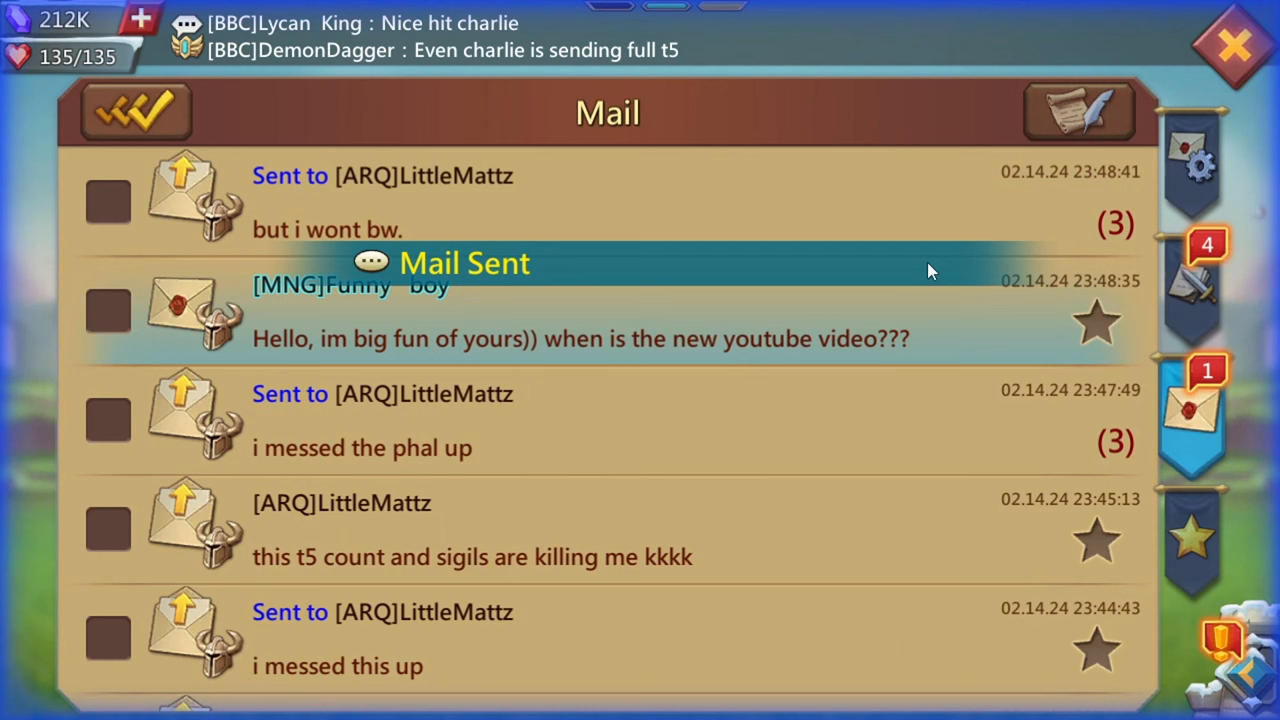 212K
[BBC]Lycan King : Nice hit charlie
135/135
[BBC]DemonDagger : Even charlie is sending full t5
Mail
Sent to [ARQ]LittleMattz
02.14.24 23:48:41
but i wont bw.
(3)
4
Mail Sent
[MNG]Funny boy
02.14.24 23:48:35
Hello, im big fun of yours)) when is the new youtube video???
1
Sent to [ARQ]LittleMattz
02.14.24 23:47:49
i messed the phal up
(3)
[ARQ]LittleMattz
02.14.24 23:45:13
this t5 count and sigils are killing me kkkk
Sent to [ARQ]LittleMattz
02.14.24 23:44:43
i messed this up